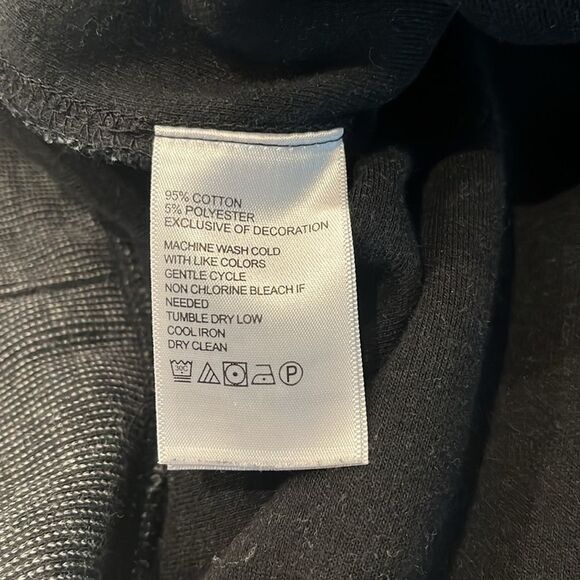 95% COTTON
5% POLYESTER
EXCLUSIVE OF DECORATION
MACHINE WASH COLD
WITH LIKE COLORS
GENTLE CYCLE
NON CHLORINE BLEACH IF
NEEDED
TUMBLE DRY LOW
COOL IRON
DRY CLEAN
30C P